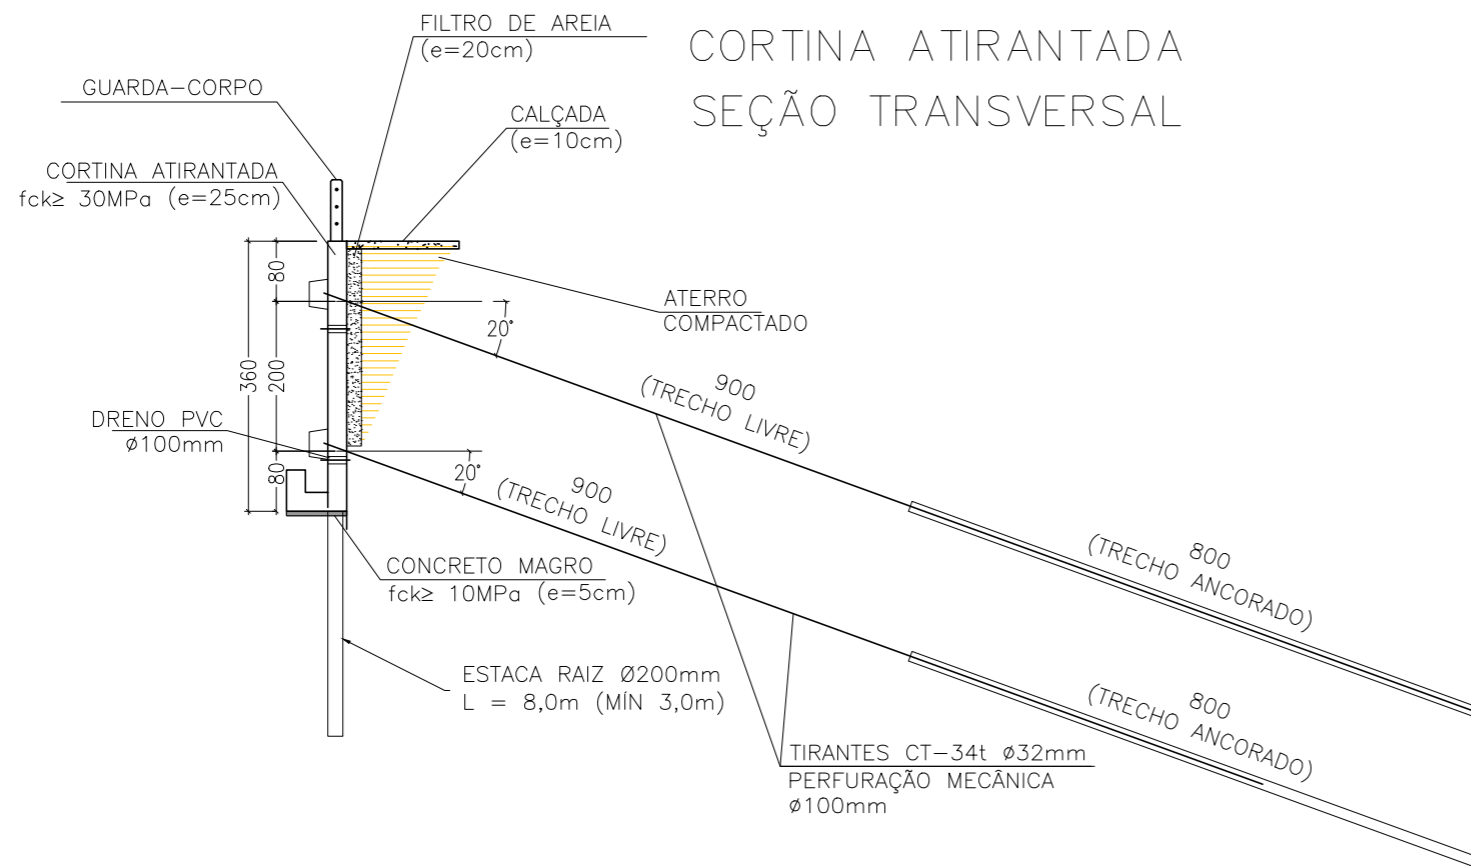 CORTINA ATIRANTADA
SEÇÃO TRANSVERSAL
FILTRO DE AREIA
(e=20cm)
GUARDA-CORPO
CALÇADA
(e=10cm)
CORTINA ATIRANTADA
fck≥ 30MPa (e=25cm)
80
200
80
360
20°
20°
ATERRO
COMPACTADO
DRENO PVC
ø100mm
900
(TRECHO LIVRE)
900
(TRECHO LIVRE)
800
(TRECHO ANCORADO)
800
(TRECHO ANCORADO)
CONCRETO MAGRO
fck≥ 10MPa (e=5cm)
ESTACA RAIZ Ø200mm
L = 8,0m (MÍN 3,0m)
TIRANTES CT-34t ø32mm
PERFURAÇÃO MECÂNICA
ø100mm